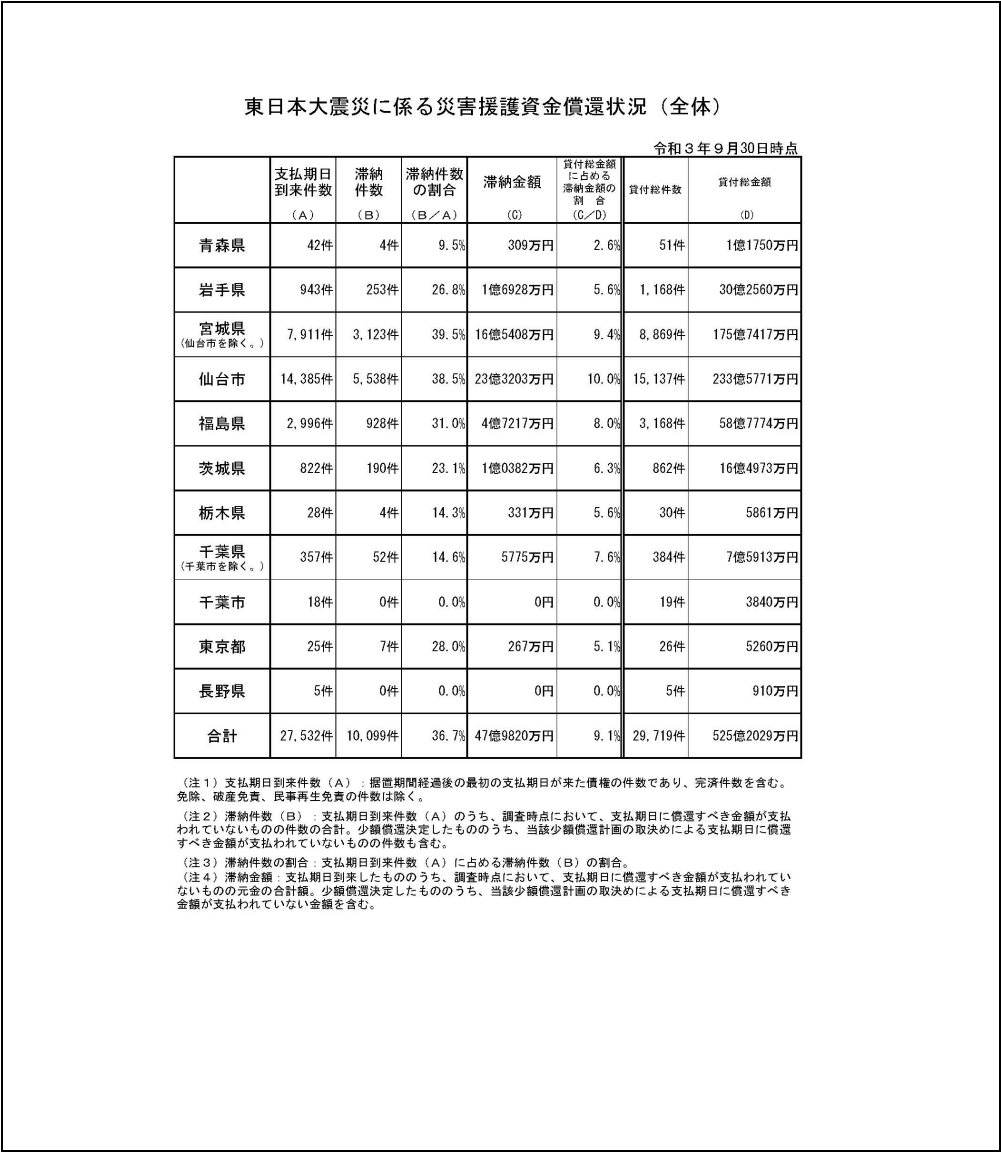 東日本大震災に係る災害援護資金償還状況（全体）
令和３年９月30日時点
支払期日到来件数（Ａ） 滞納件数（Ｂ） 滞納件数の割合（Ｂ／Ａ） 滞納金額（C） 貸付総金額に占める滞納金額の割　合（C／D） 貸付総件数 貸付総金額（D）
青森県 42件 4件 9.5% 309万円 2.6% 51件 1億1750万円
岩手県 943件 253件 26.8% 1億6928万円 5.6% 1,168件 30億2560万円
宮城県（仙台市を除く。） 7,911件 3,123件 39.5% 16億5408万円 9.4% 8,869件 175億7417万円
仙台市 14,385件 5,538件 38.5% 23億3203万円 10.0% 15,137件 233億5771万円
福島県 2,996件 928件 31.0% 4億7217万円 8.0% 3,168件 58億7774万円
茨城県 822件 190件 23.1% 1億0382万円 6.3% 862件 16億4973万円
栃木県 28件 4件 14.3% 331万円 5.6% 30件 5861万円
千葉県（千葉市を除く。） 357件 52件 14.6% 5775万円 7.6% 384件 7億5913万円
千葉市 18件 0件 0.0% 0円 0.0% 19件 3840万円
東京都 25件 7件 28.0% 267万円 5.1% 26件 5260万円
長野県 5件 0件 0.0% 0円 0.0% 5件 910万円
合計 27,532件 10,099件 36.7% 47億9820万円 9.1% 29,719件 525億2029万円
（注１）支払期日到来件数（Ａ）：据置期間経過後の最初の支払期日が来た債権の件数であり、完済件数を含む。
免除、破産免責、民事再生免責の件数は除く。
（注２）滞納件数（Ｂ）：支払期日到来件数（Ａ）のうち、調査時点において、支払期日に償還すべき金額が支払
われていないものの件数の合計。少額償還決定したもののうち、当該少額償還計画の取決めによる支払期日に償還
すべき金額が支払われていないものの件数も含む。
（注３）滞納件数の割合：支払期日到来件数（Ａ）に占める滞納件数（Ｂ）の割合。
（注４）滞納金額：支払期日到来したもののうち、調査時点において、支払期日に償還すべき金額が支払われてい
ないものの元金の合計額。少額償還決定したもののうち、当該少額償還計画の取決めによる支払期日に償還すべき
金額が支払われていない金額を含む。